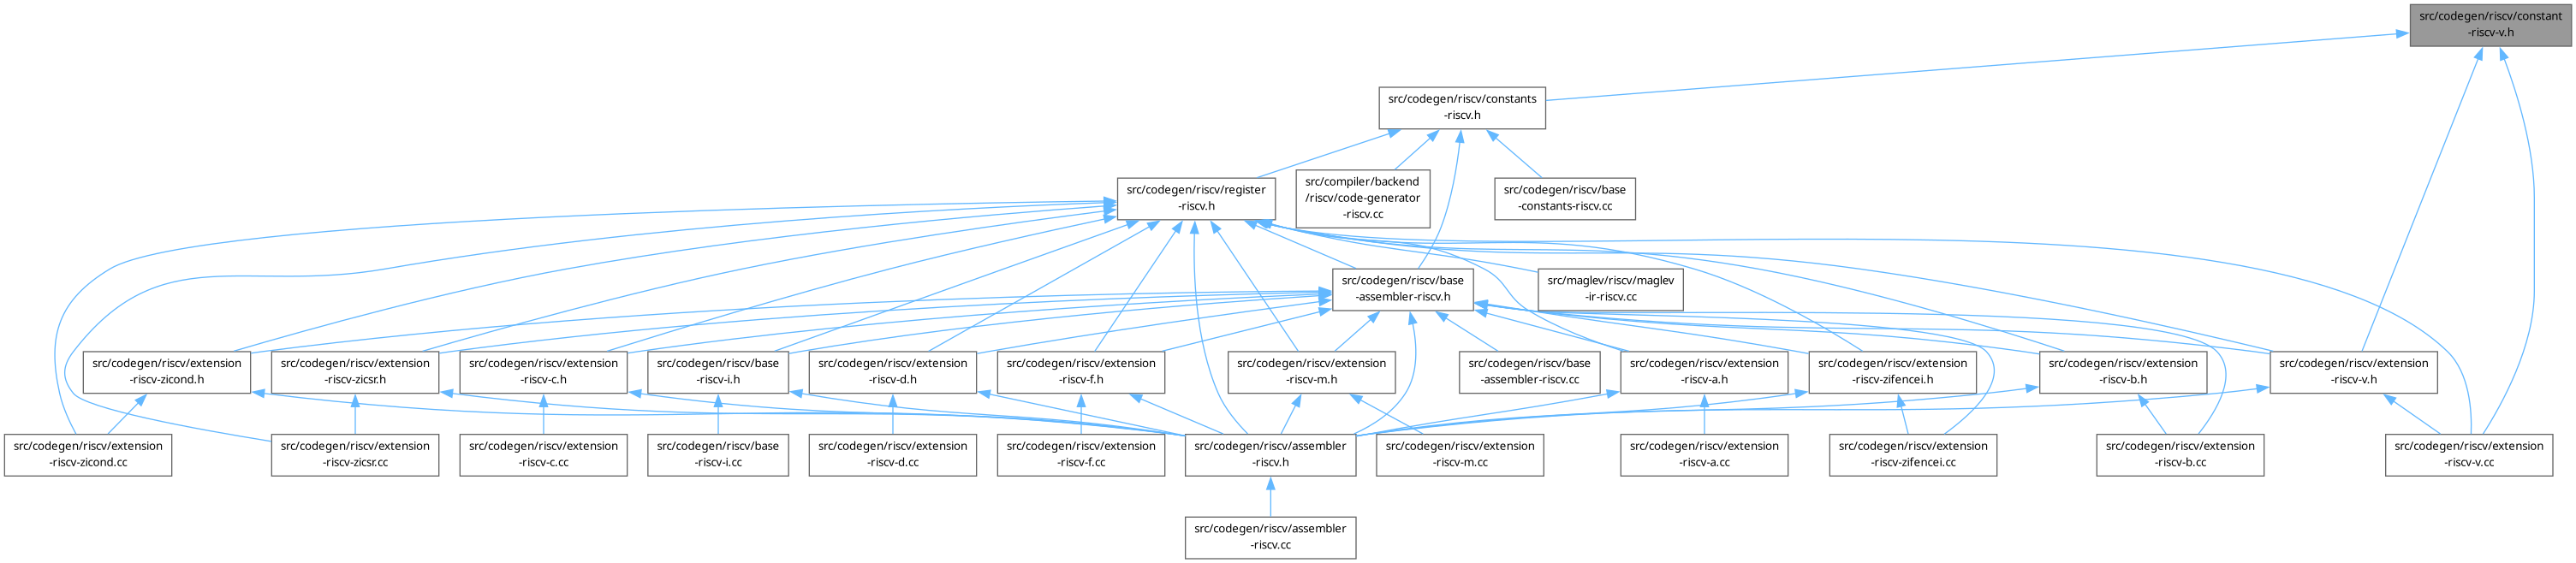 src/codegen/riscv/constant
-riscv-v.h
src/codegen/riscv/constants
-riscv.h
src/codegen/riscv/register
-riscv.h
src/compiler/backend
/riscv/code-generator
-riscv.cc
src/codegen/riscv/base
-constants-riscv.cc
src/codegen/riscv/base
-assembler-riscv.h
src/maglev/riscv/maglev
-ir-riscv.cc
src/codegen/riscv/extension
-riscv-zicond.h
src/codegen/riscv/extension
-riscv-zicsr.h
src/codegen/riscv/extension
-riscv-c.h
src/codegen/riscv/base
-riscv-i.h
src/codegen/riscv/extension
-riscv-d.h
src/codegen/riscv/extension
-riscv-f.h
src/codegen/riscv/extension
-riscv-m.h
src/codegen/riscv/base
-assembler-riscv.cc
src/codegen/riscv/extension
-riscv-a.h
src/codegen/riscv/extension
-riscv-zifencei.h
src/codegen/riscv/extension
-riscv-b.h
src/codegen/riscv/extension
-riscv-v.h
src/codegen/riscv/extension
-riscv-zicond.cc
src/codegen/riscv/extension
-riscv-zicsr.cc
src/codegen/riscv/extension
-riscv-c.cc
src/codegen/riscv/base
-riscv-i.cc
src/codegen/riscv/extension
-riscv-d.cc
src/codegen/riscv/extension
-riscv-f.cc
src/codegen/riscv/assembler
-riscv.h
src/codegen/riscv/extension
-riscv-m.cc
src/codegen/riscv/extension
-riscv-a.cc
src/codegen/riscv/extension
-riscv-zifencei.cc
src/codegen/riscv/extension
-riscv-b.cc
src/codegen/riscv/extension
-riscv-v.cc
src/codegen/riscv/assembler
-riscv.cc